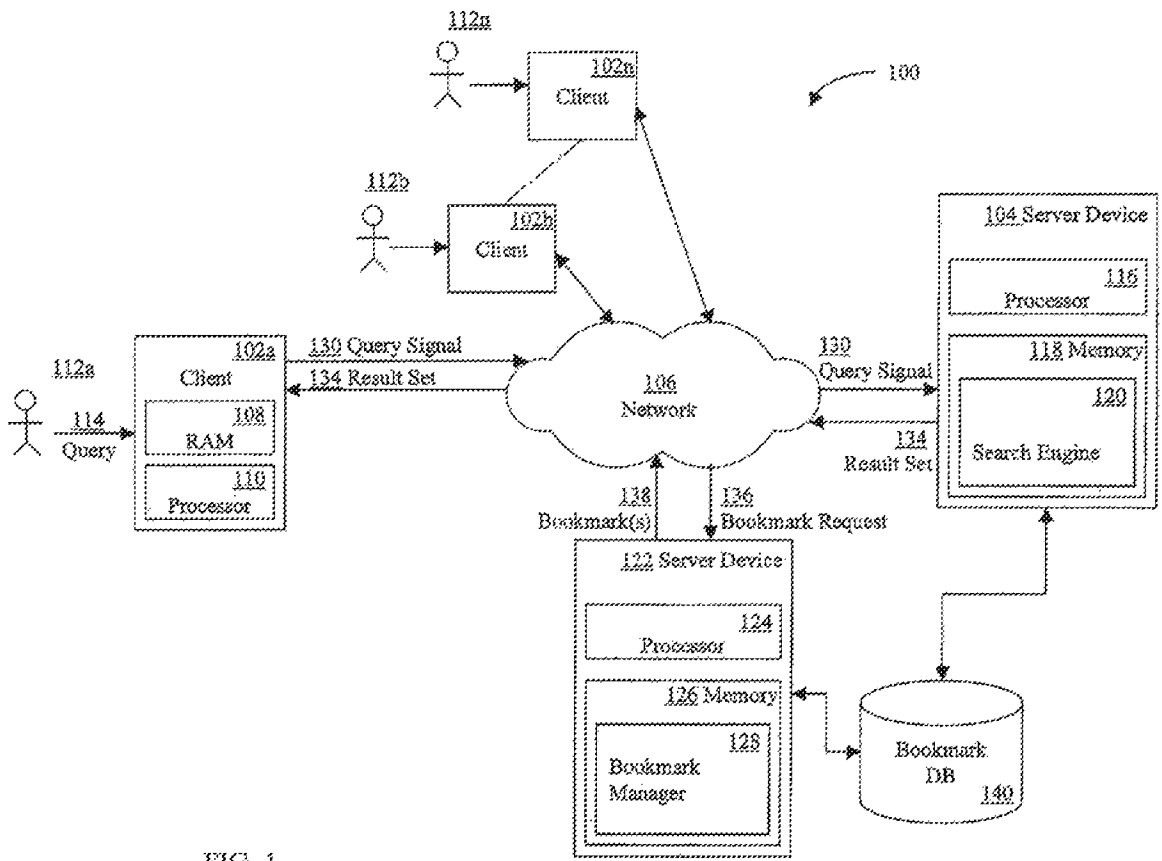 112n
102n
Client
100
112b
102b
Client
104 Server Device
116
Processor
118 Memory
120
Search Engine
102a
Client
108
RAM
110
Processor
112a
114
Query
130 Query Signal
134 Result Set
106
Network
130
Query Signal
134
Result Set
138
Bookmark(s)
136
Bookmark Request
122 Server Device
124
Processor
126 Memory
128
Bookmark
Manager
Bookmark
DB
140
FIG. 1